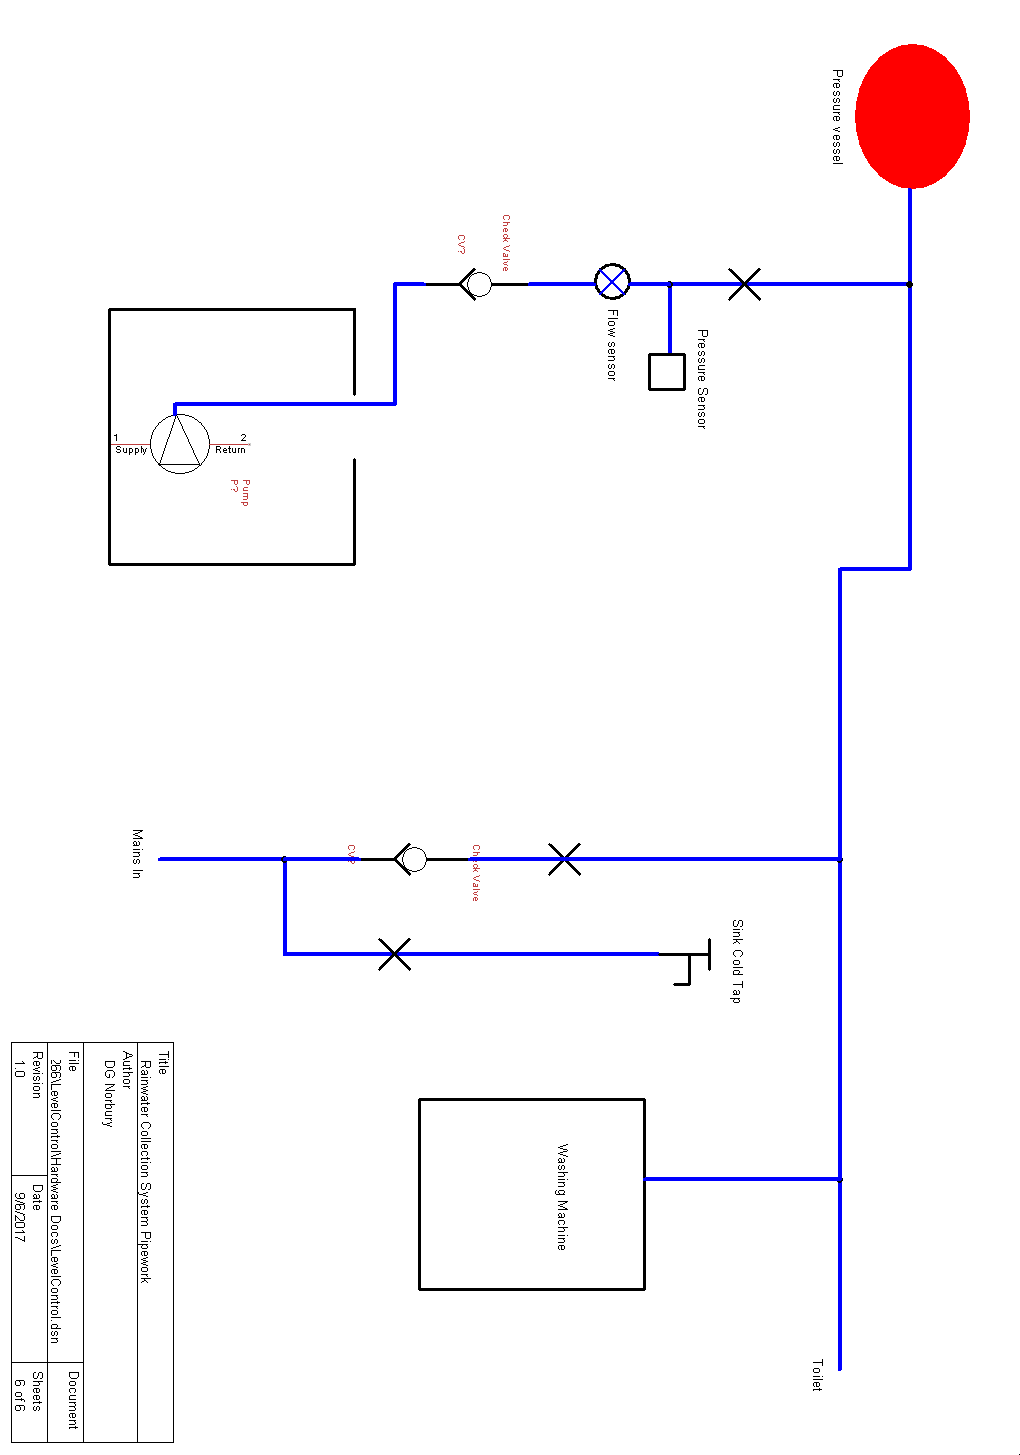 Pressure vessel
Check Valve
CV?
Flow sensor
Pressure Sensor
1
Supply
2
Return
Pump
P?
Mains In
CV?
Check Valve
Sink Cold Tap
Washing Machine
Toilet
Title
Rainwater Collection System Pipework
Author
DG Norbury
File
266\LevelControl\Hardware Docs\LevelControl.dsn
Document
Revision
1.0
Date
9/6/2017
Sheets
6 of 6